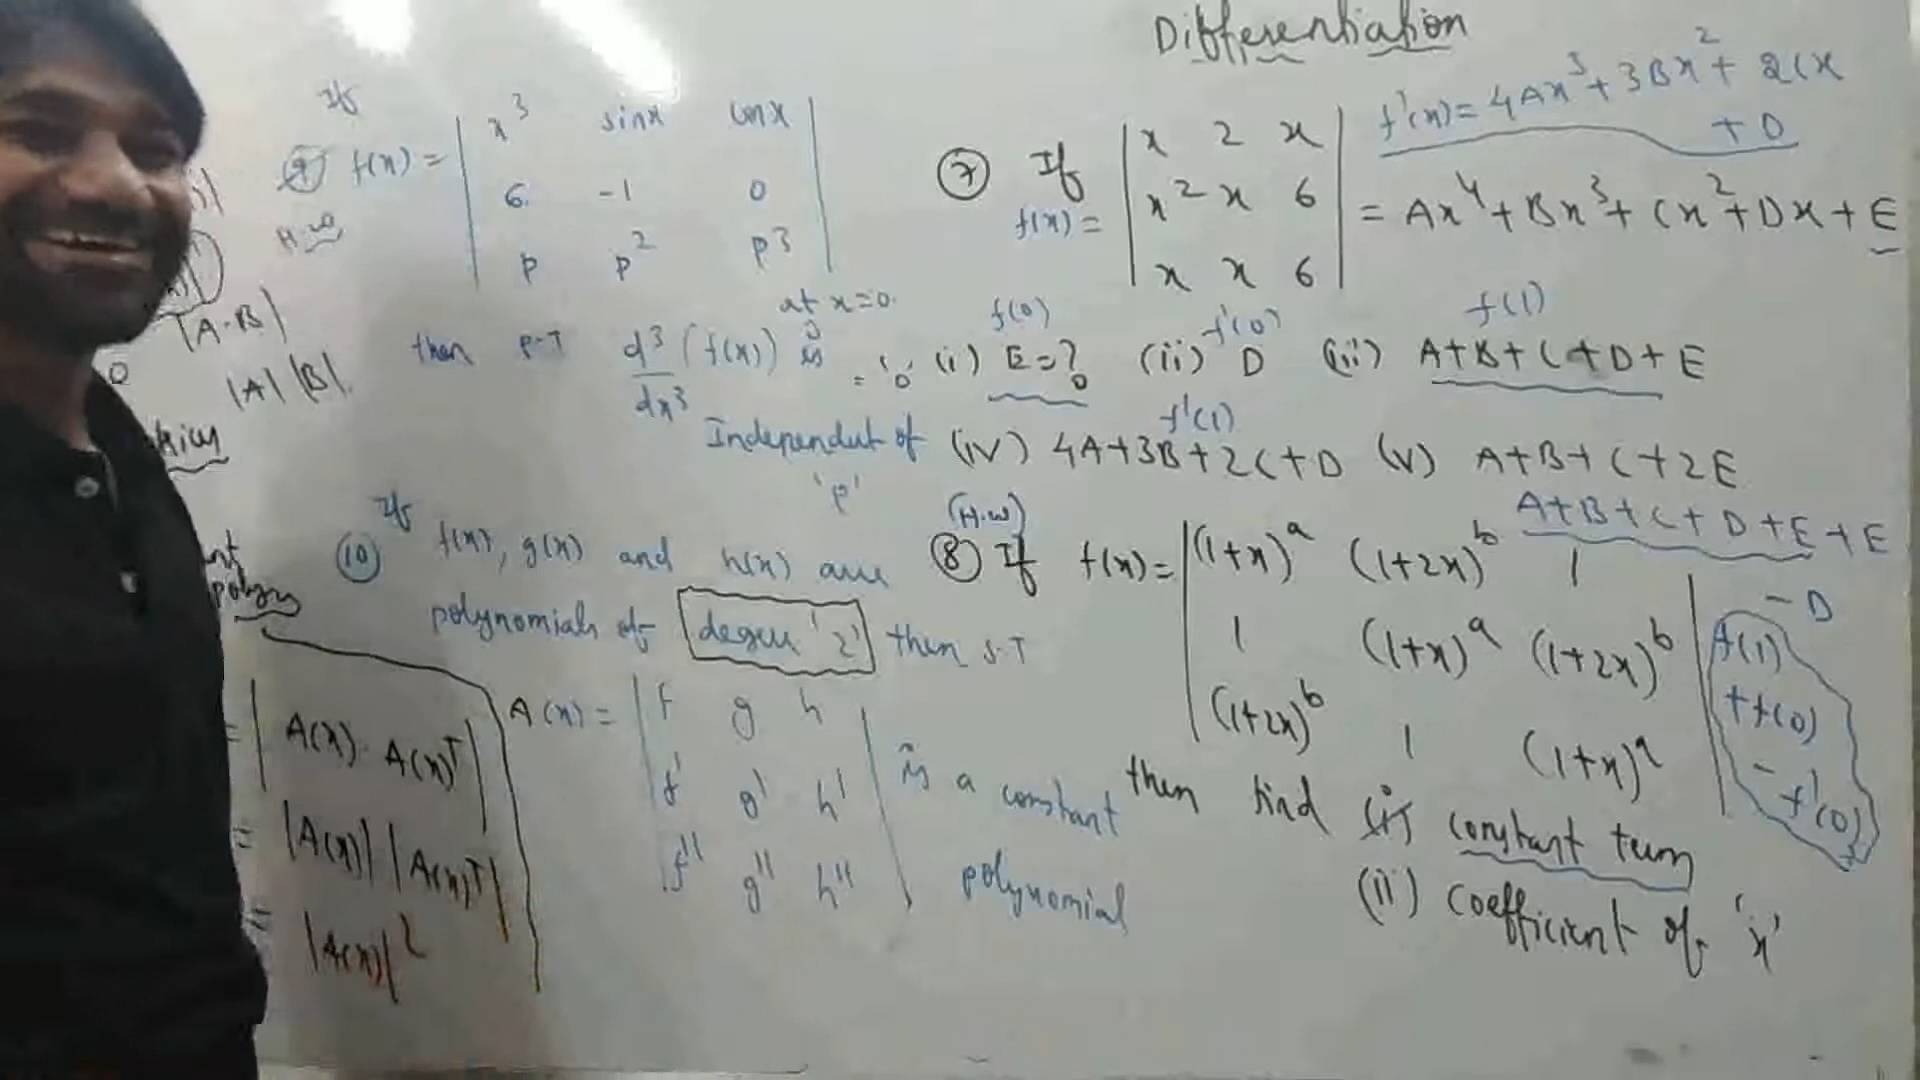 Differentiation
If
(9) f(x) = | x³ sinx cosx |
H.W
| 6 -1 0 |
| p p² p³ |
then P.T d³/dx³ (f(x)) at x=0 is = '0'
Independent of 'p'
(10) If f(x), g(x) and h(x) are
polynomials of degree '2' then S.T
A(x) = | f g h |
| f' g' h' |
| f'' g'' h'' |
is a constant
polynomial
(7) If
f(x) = | x 2 x |
| x² x 6 |
| x x 6 |
= Ax⁴ + Bx³ + Cx² + Dx + E
f'(x) = 4Ax³ + 3Bx² + 2Cx
+ D
f(0) f'(0) f(1)
(i) E = ? (ii) D (iii) A+B+C+D+E
f'(1)
(iv) 4A+3B+2C+D (v) A+B+C+2E
A+B+C+D+E+E
- D
f(1)
+f(0)
- f'(0)
(H.W)
(8) If f(x) = | (1+x)ᵃ (1+2x)ᵇ 1 |
| 1 (1+x)ᵃ (1+2x)ᵇ |
| (1+2x)ᵇ 1 (1+x)ᵃ |
then find (i) constant term
(ii) coefficient of 'x'
|A·B|
|A| |B|.
= | A(x)· A(x)ᵀ |
= |A(x)| |A(x)ᵀ|
= |A(x)|²